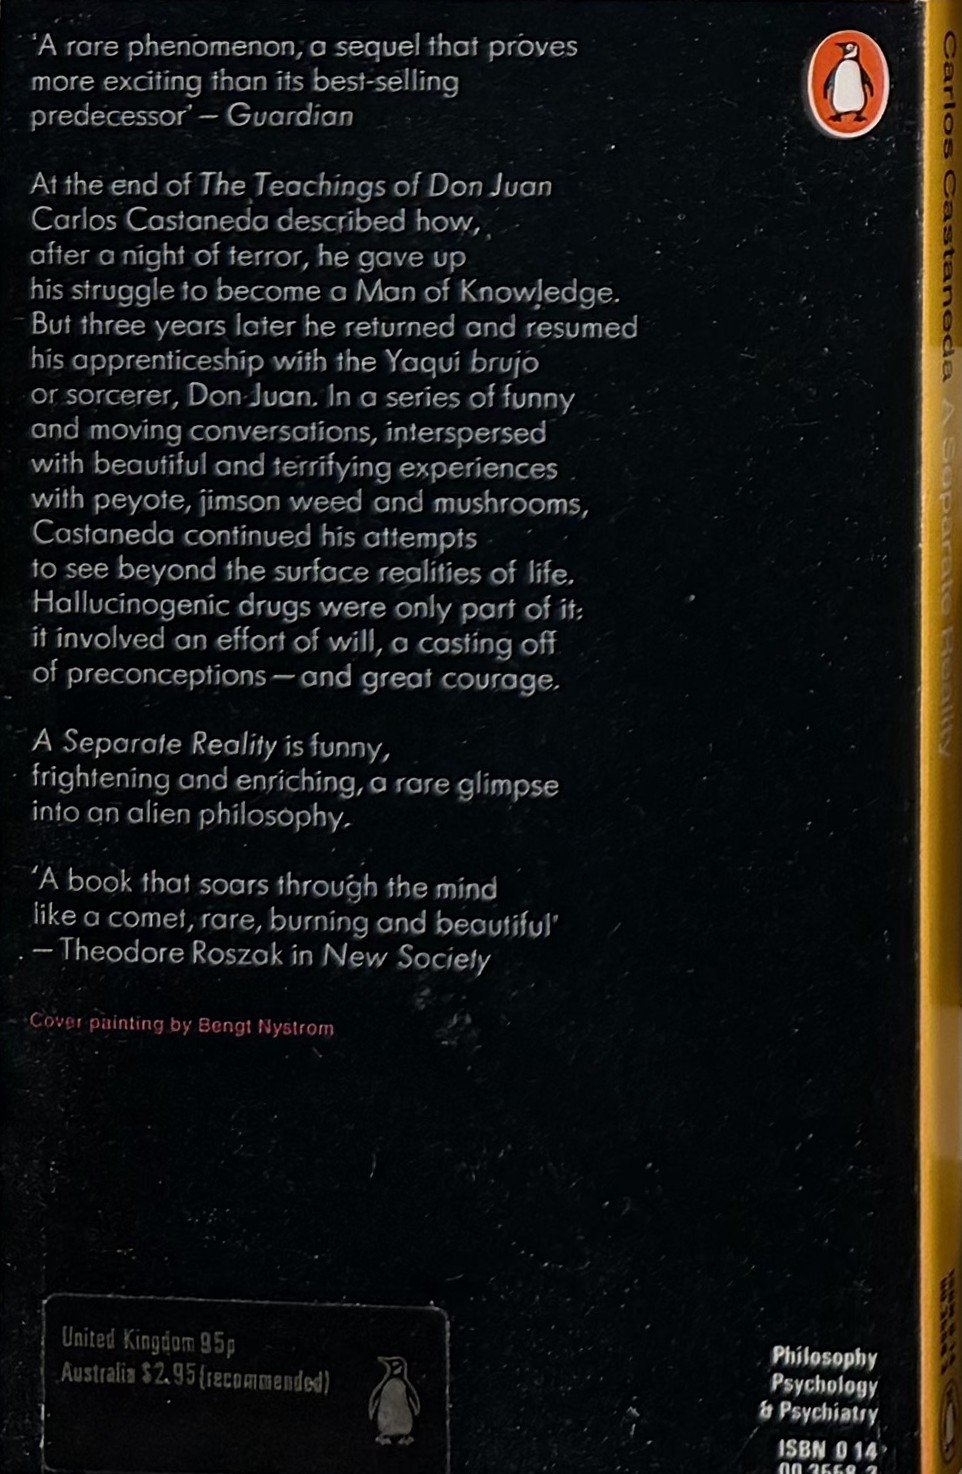 ‘A rare phenomenon, a sequel that proves
more exciting than its best-selling
predecessor’ – Guardian
At the end of The Teachings of Don Juan
Carlos Castaneda described how,
after a night of terror, he gave up
his struggle to become a Man of Knowledge.
But three years later he returned and resumed
his apprenticeship with the Yaqui brujo
or sorcerer, Don Juan. In a series of funny
and moving conversations, interspersed
with beautiful and terrifying experiences
with peyote, jimson weed and mushrooms,
Castaneda continued his attempts
to see beyond the surface realities of life.
Hallucinogenic drugs were only part of it;
it involved an effort of will, a casting off
of preconceptions – and great courage.
A Separate Reality is funny,
frightening and enriching, a rare glimpse
into an alien philosophy.
‘A book that soars through the mind
like a comet, rare, burning and beautiful’
– Theodore Roszak in New Society
Cover painting by Bengt Nystrom
United Kingdom 95p
Australia $2.95 (recommended)
Philosophy
Psychology
& Psychiatry
ISBN 0 14
Carlos Castaneda A Separate Reality